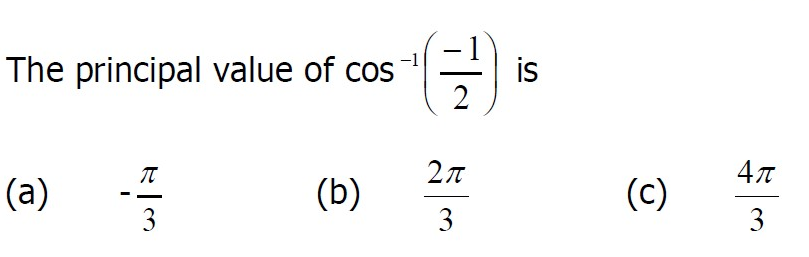 The principal value of cos⁻¹(−1/2) is
(a) -π/3 (b) 2π/3 (c) 4π/3